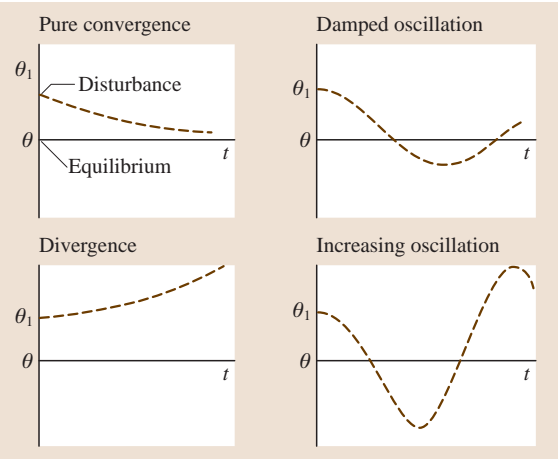 Pure convergence
θ1
Disturbance
θ
t
Equilibrium
Damped oscillation
θ1
θ
t
Divergence
θ1
θ
t
Increasing oscillation
θ1
θ
t